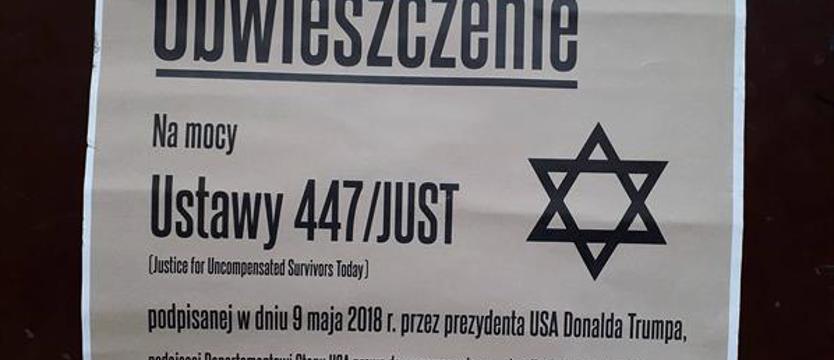 Obwieszczenie
Na mocy
Ustawy 447/JUST
(Justice for Uncompensated Survivors Today)
podpisanej w dniu 9 maja 2018 r. przez prezydenta USA Donalda Trumpa,